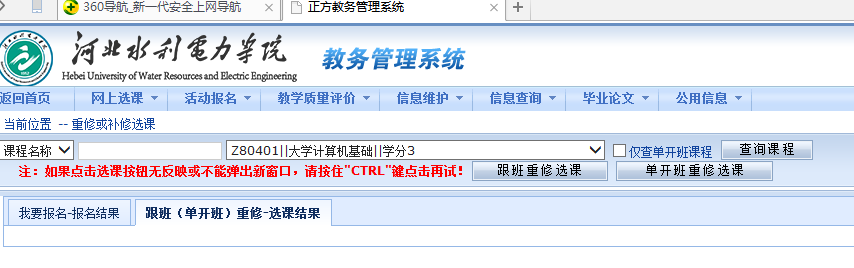 360导航_新一代安全上网导航 正方教务管理系统
河北水利電力学院 教务管理系统
Hebei University of Water Resources and Electric Engineering
返回首页 网上选课 活动报名 教学质量评价 信息维护 信息查询 毕业论文 公用信息
当前位置 -- 重修或补修选课
课程名称 Z80401||大学计算机基础||学分3 仅查单开班课程 查询课程
注：如果点击选课按钮无反映或不能弹出新窗口，请按住"CTRL"键点击再试！ 跟班重修选课 单开班重修选课
我要报名-报名结果 跟班（单开班）重修-选课结果